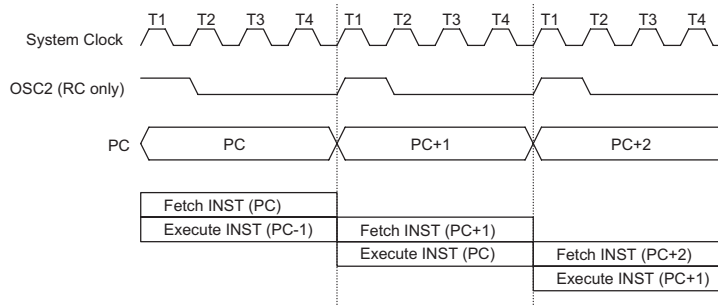 T1 T2 T3 T4 T1 T2 T3 T4 T1 T2 T3 T4
System Clock
OSC2 (RC only)
PC PC PC+1 PC+2
Fetch INST (PC)
Execute INST (PC-1) Fetch INST (PC+1)
Execute INST (PC) Fetch INST (PC+2)
Execute INST (PC+1)